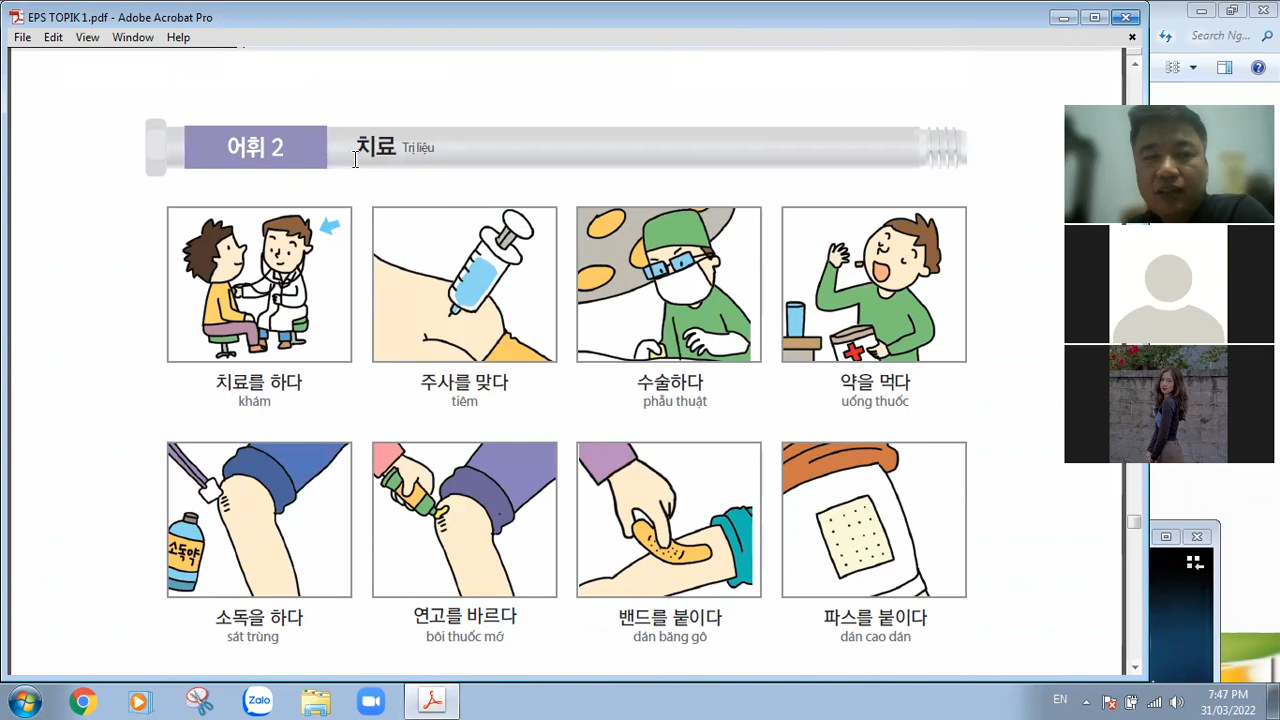 EPS TOPIK 1.pdf - Adobe Acrobat Pro
File Edit View Window Help
Search Ng...
어휘 2 치료 Trị liệu
치료를 하다 주사를 맞다 수술하다 약을 먹다
khám tiêm phẫu thuật uống thuốc
소독약
소독을 하다 연고를 바르다 밴드를 붙이다 파스를 붙이다
sát trùng bôi thuốc mỡ dán băng gô dán cao dán
Zalo
EN
7:47 PM
31/03/2022